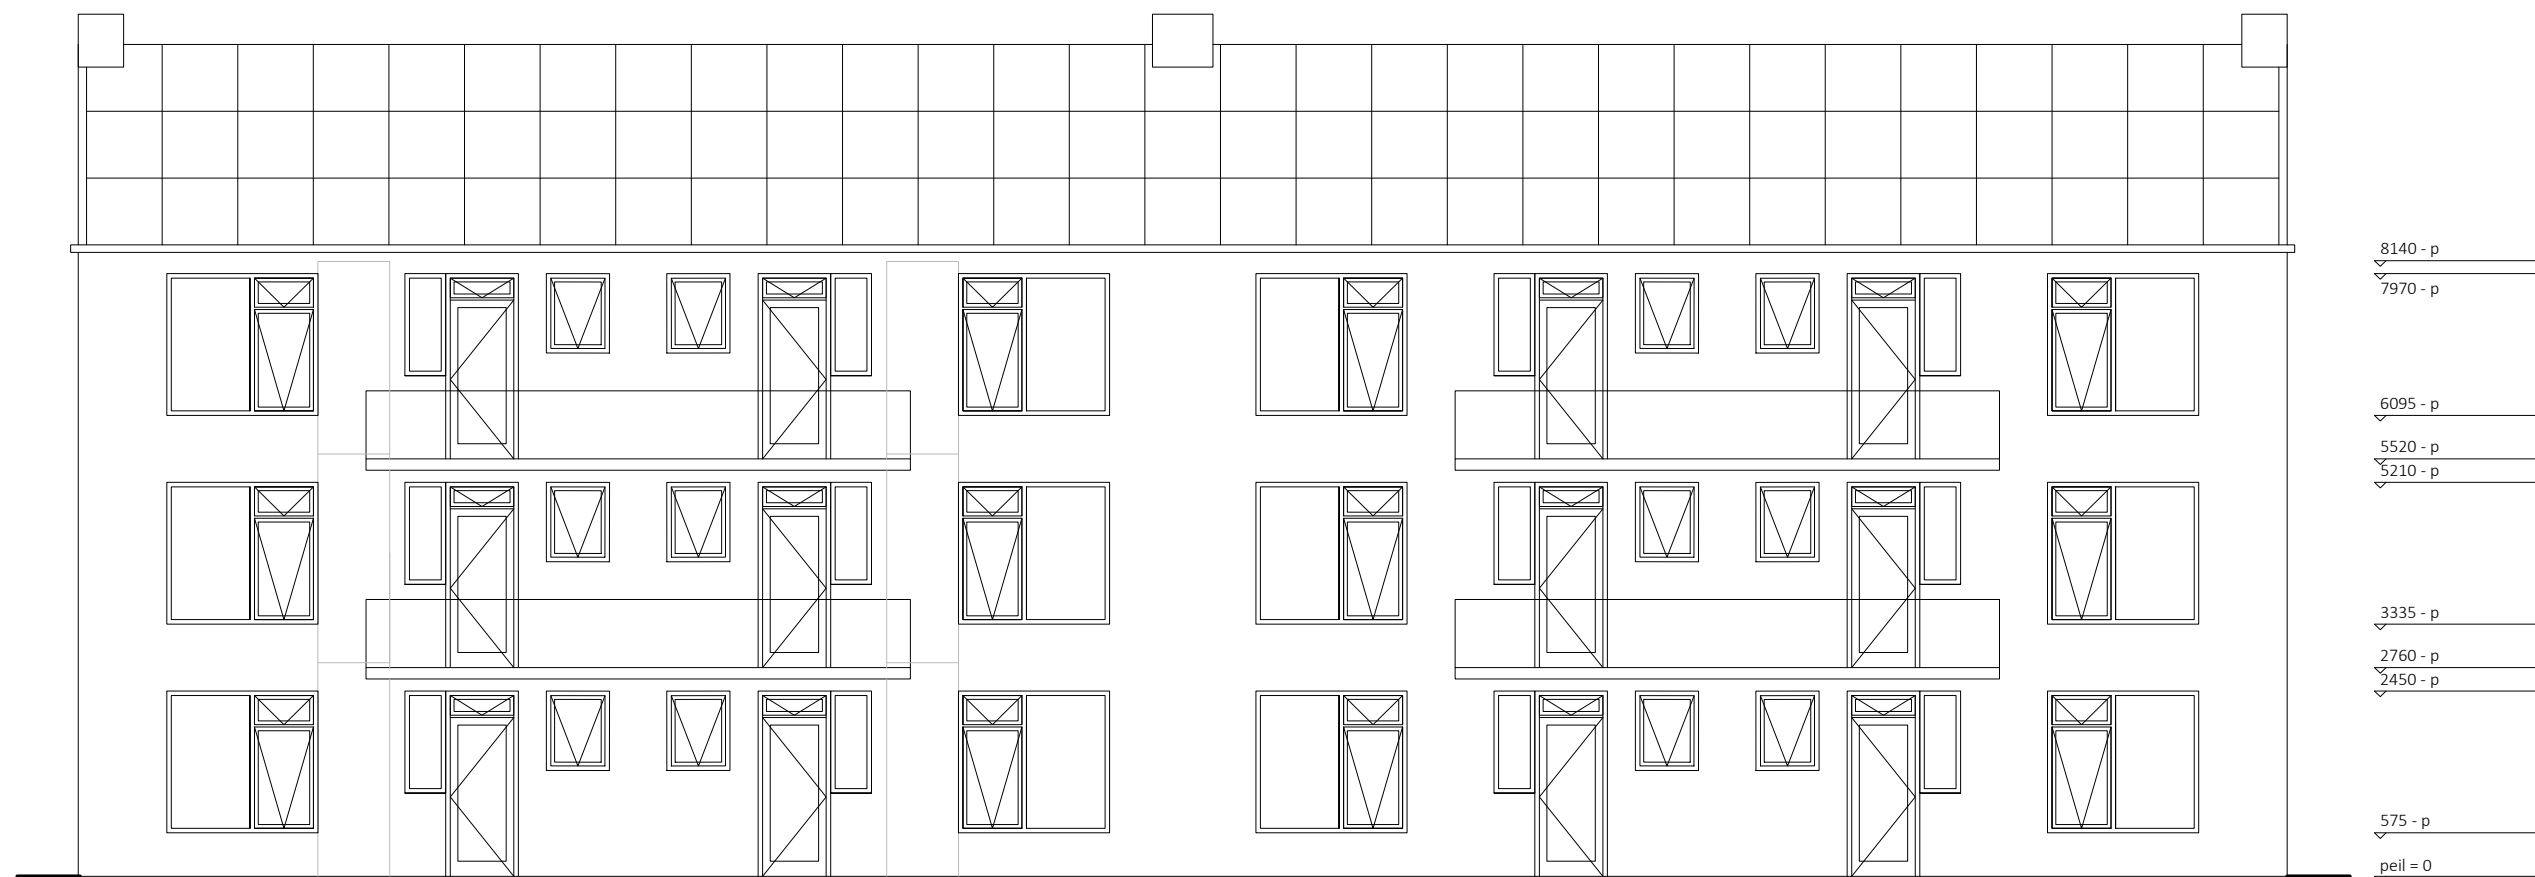 8140 - p
7970 - p
6095 - p
5520 - p
5210 - p
3335 - p
2760 - p
2450 - p
575 - p
peil = 0